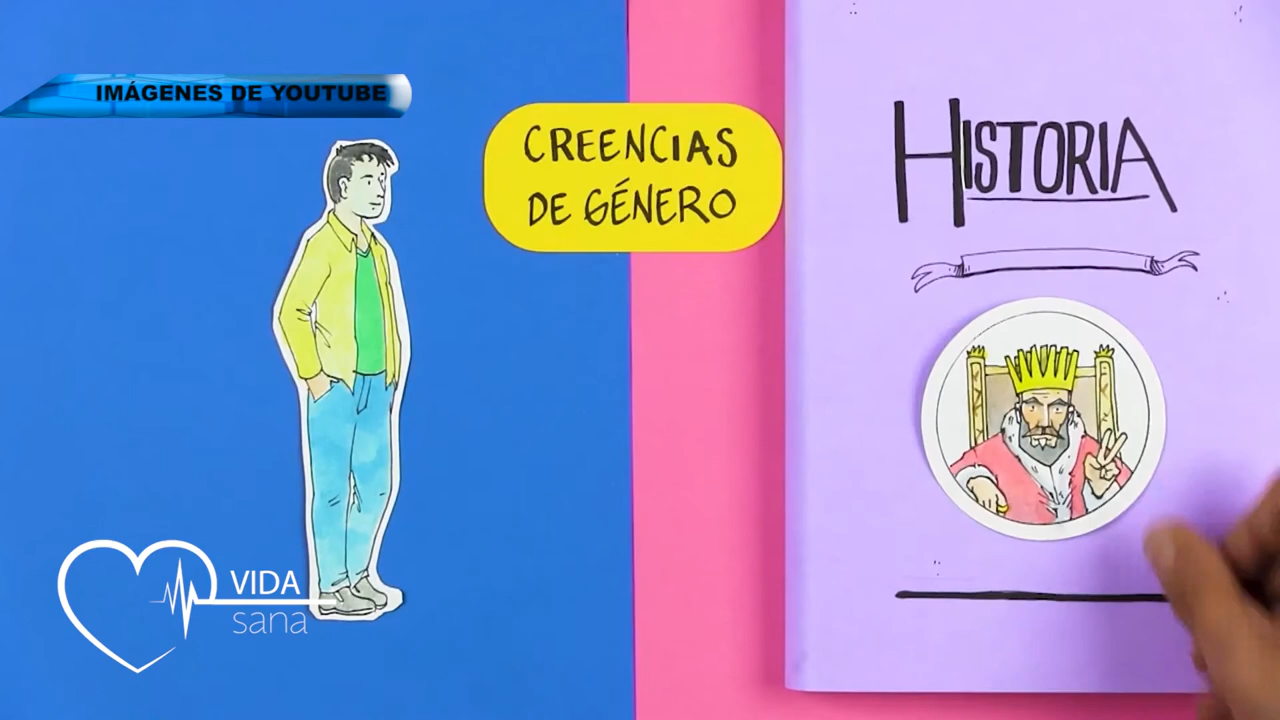 IMÁGENES DE YOUTUBE
CREENCIAS
DE GÉNERO
HISTORIA
VIDA
sana